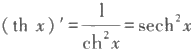 (th x)′ = 1/ch²x = sech²x